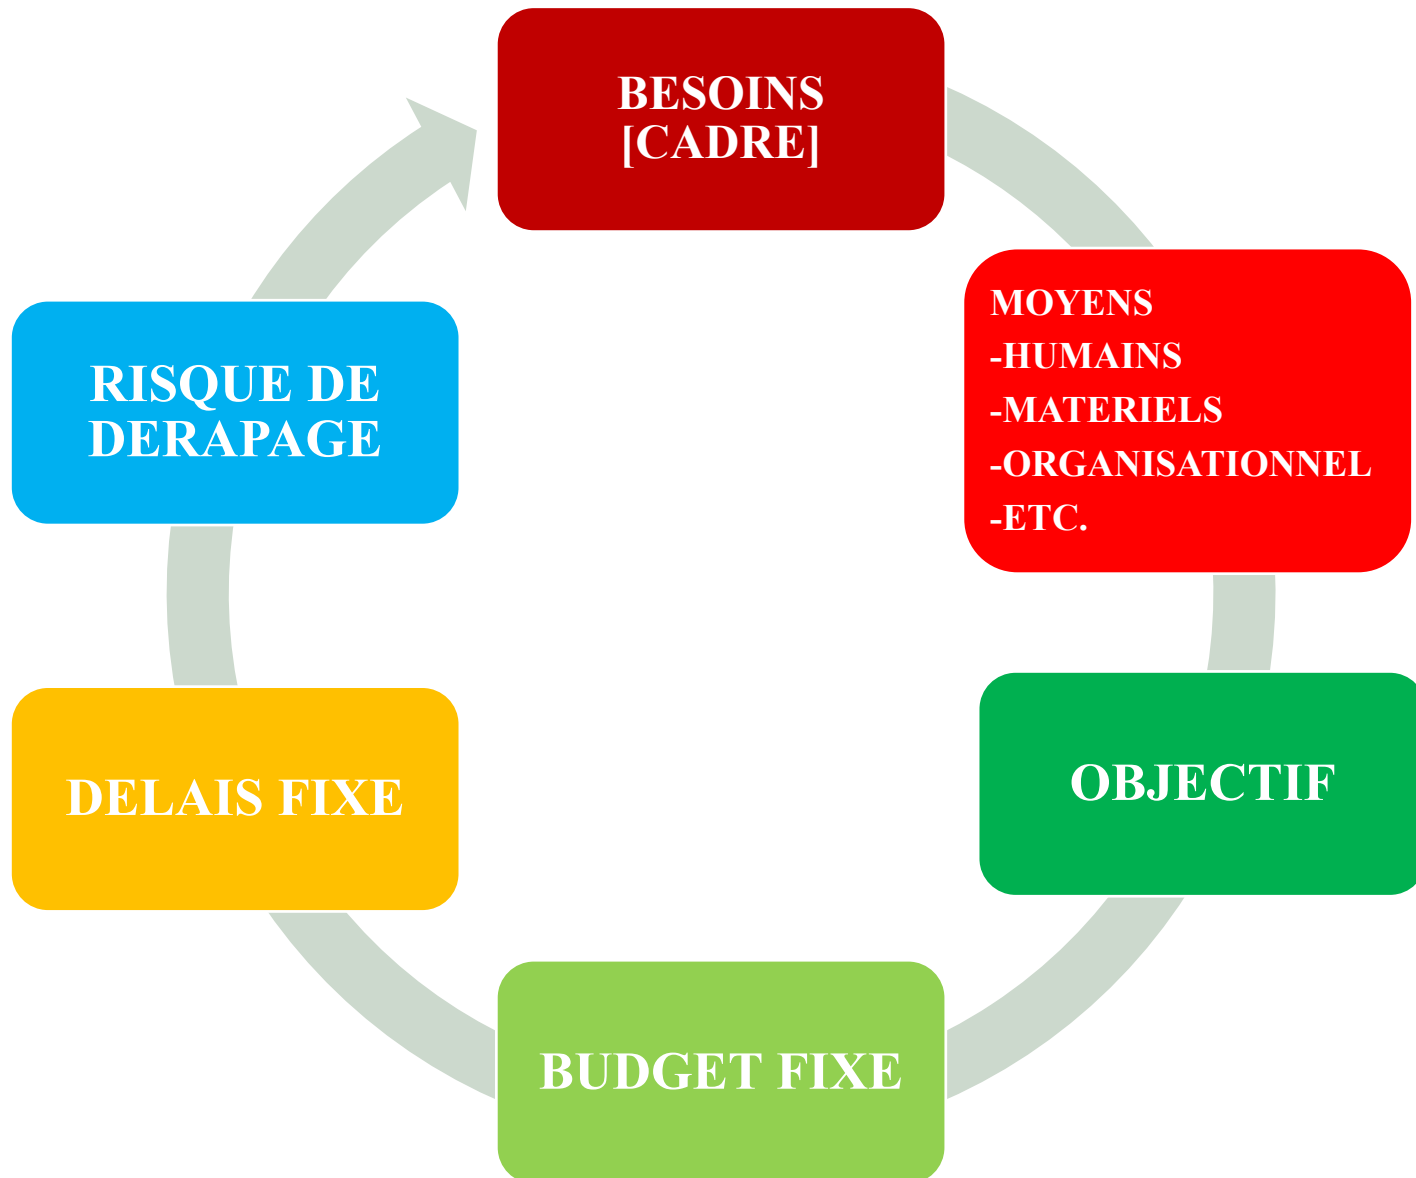 BESOINS
[CADRE]
MOYENS
-HUMAINS
-MATERIELS
-ORGANISATIONNEL
-ETC.
OBJECTIF
BUDGET FIXE
DELAIS FIXE
RISQUE DE
DERAPAGE